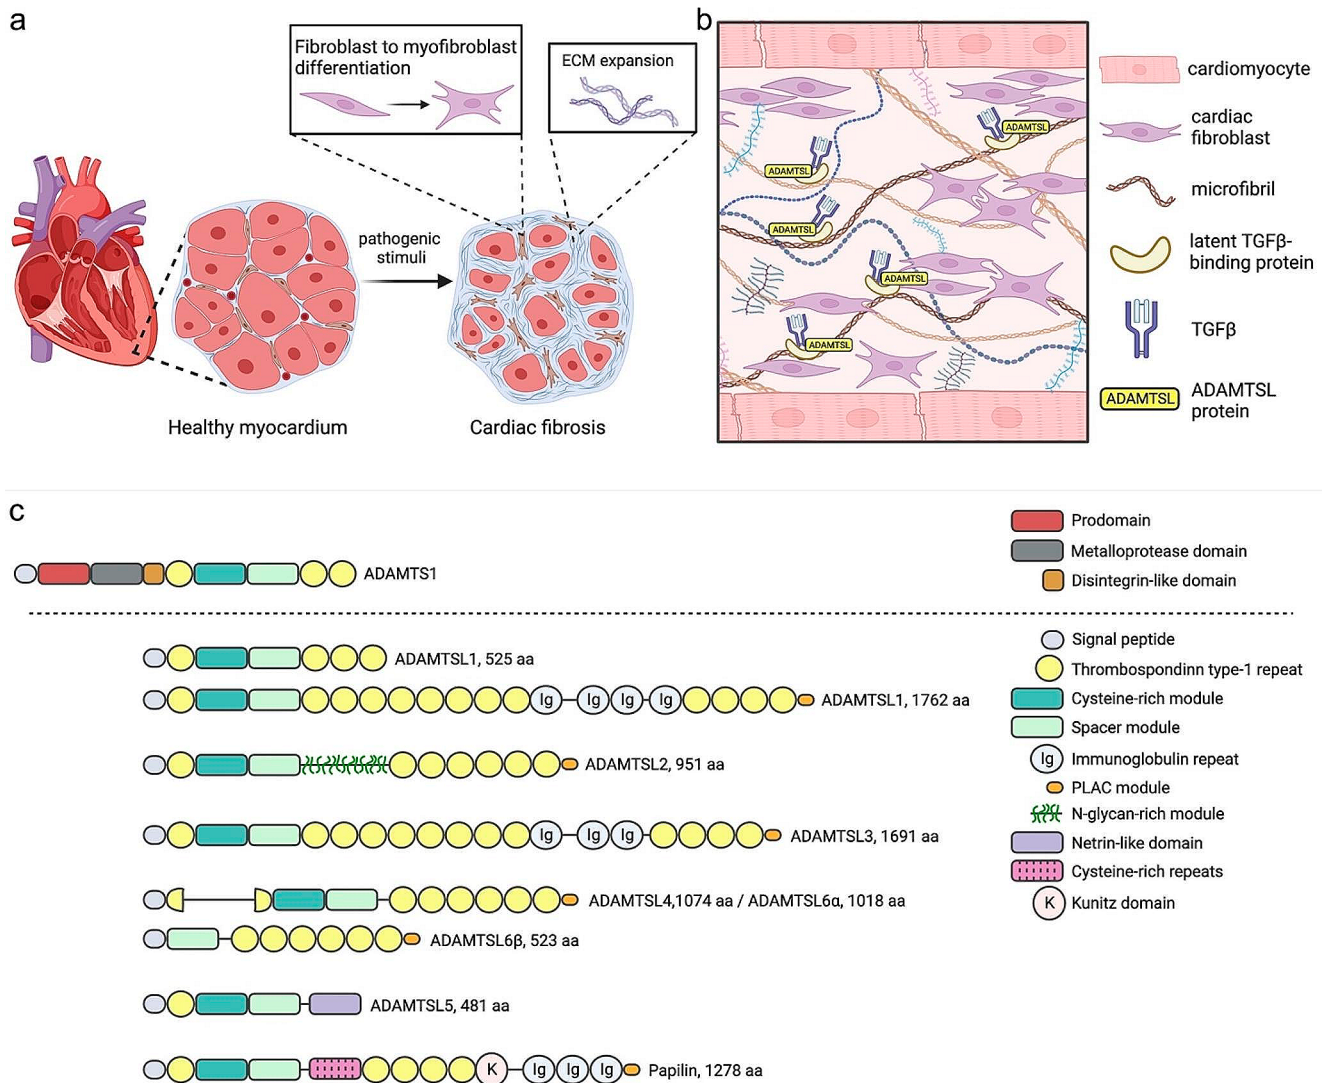 a
Fibroblast to myofibroblast
differentiation
ECM expansion
pathogenic
stimuli
Healthy myocardium
Cardiac fibrosis
b
ADAMTSL
ADAMTSL
ADAMTSL
ADAMTSL
ADAMTSL
cardiomyocyte
cardiac
fibroblast
microfibril
latent TGFβ-
binding protein
TGFβ
ADAMTSL
ADAMTSL
protein
c
ADAMTS1
Prodomain
Metalloprotease domain
Disintegrin-like domain
ADAMTSL1, 525 aa
Ig Ig Ig Ig ADAMTSL1, 1762 aa
ADAMTSL2, 951 aa
Ig Ig Ig ADAMTSL3, 1691 aa
ADAMTSL4,1074 aa / ADAMTSL6α, 1018 aa
ADAMTSL6β, 523 aa
ADAMTSL5, 481 aa
K Ig Ig Ig Papilin, 1278 aa
Signal peptide
Thrombospondinn type-1 repeat
Cysteine-rich module
Spacer module
Ig Immunoglobulin repeat
PLAC module
N-glycan-rich module
Netrin-like domain
Cysteine-rich repeats
K Kunitz domain